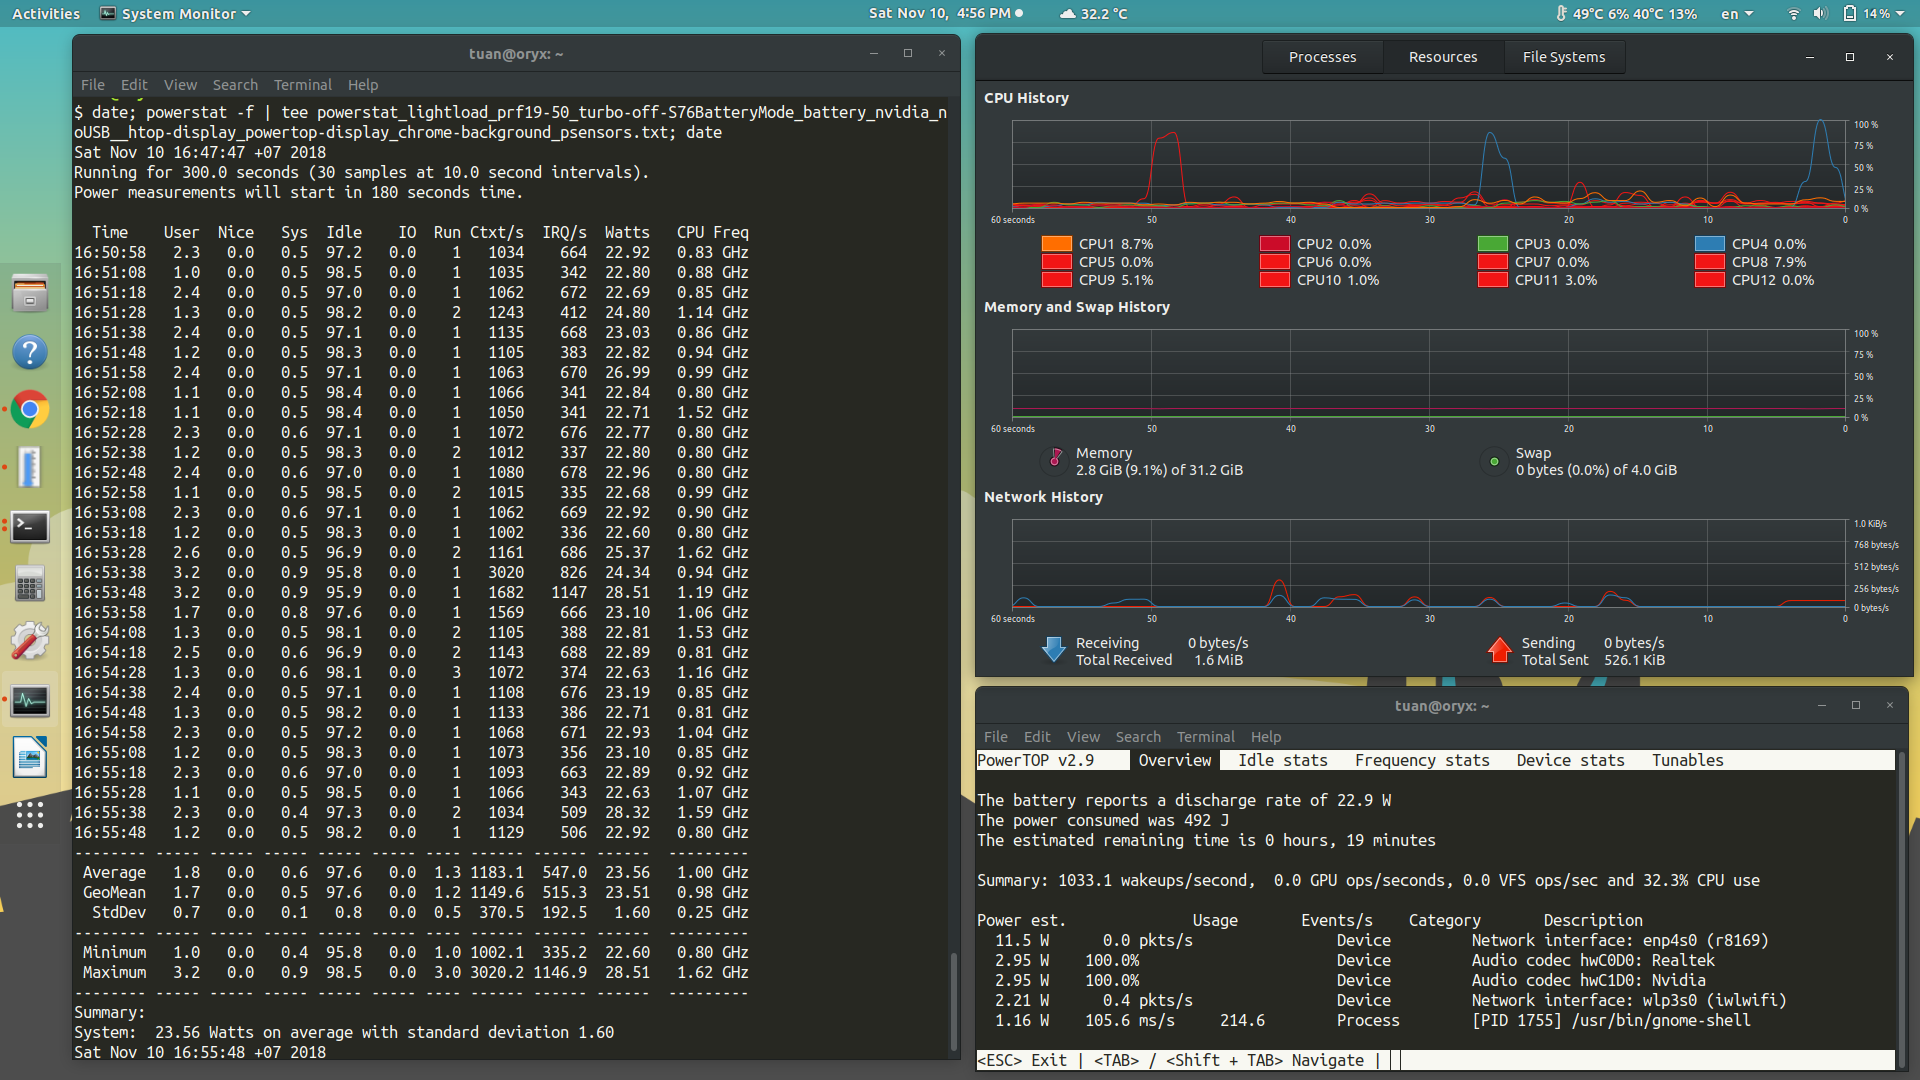 Activities System Monitor Sat Nov 10, 4:56 PM 32.2 °C 49°C 6% 40°C 13% en 14 %
tuan@oryx: ~
File Edit View Search Terminal Help
$ date; powerstat -f | tee powerstat_lightload_prf19-50_turbo-off-S76BatteryMode_battery_nvidia_n
oUSB__htop-display_powertop-display_chrome-background_psensors.txt; date
Sat Nov 10 16:47:47 +07 2018
Running for 300.0 seconds (30 samples at 10.0 second intervals).
Power measurements will start in 180 seconds time.
Time User Nice Sys Idle IO Run Ctxt/s IRQ/s Watts CPU Freq
16:50:58 2.3 0.0 0.5 97.2 0.0 1 1034 664 22.92 0.83 GHz
16:51:08 1.0 0.0 0.5 98.5 0.0 1 1035 342 22.80 0.88 GHz
16:51:18 2.4 0.0 0.5 97.0 0.0 1 1062 672 22.69 0.85 GHz
16:51:28 1.3 0.0 0.5 98.2 0.0 2 1243 412 24.80 1.14 GHz
16:51:38 2.4 0.0 0.5 97.1 0.0 1 1135 668 23.03 0.86 GHz
16:51:48 1.2 0.0 0.5 98.3 0.0 1 1105 383 22.82 0.94 GHz
16:51:58 2.4 0.0 0.5 97.1 0.0 1 1063 670 26.99 0.99 GHz
16:52:08 1.1 0.0 0.5 98.4 0.0 1 1066 341 22.84 0.80 GHz
16:52:18 1.1 0.0 0.5 98.4 0.0 1 1050 341 22.71 1.52 GHz
16:52:28 2.3 0.0 0.6 97.1 0.0 1 1072 676 22.77 0.80 GHz
16:52:38 1.2 0.0 0.5 98.3 0.0 2 1012 337 22.80 0.80 GHz
16:52:48 2.4 0.0 0.6 97.0 0.0 1 1080 678 22.96 0.80 GHz
16:52:58 1.1 0.0 0.5 98.5 0.0 2 1015 335 22.68 0.99 GHz
16:53:08 2.3 0.0 0.6 97.1 0.0 1 1062 669 22.92 0.90 GHz
16:53:18 1.2 0.0 0.5 98.3 0.0 1 1002 336 22.60 0.80 GHz
16:53:28 2.6 0.0 0.5 96.9 0.0 2 1161 686 25.37 1.62 GHz
16:53:38 3.2 0.0 0.9 95.8 0.0 1 3020 826 24.34 0.94 GHz
16:53:48 3.2 0.0 0.9 95.9 0.0 1 1682 1147 28.51 1.19 GHz
16:53:58 1.7 0.0 0.8 97.6 0.0 1 1569 666 23.10 1.06 GHz
16:54:08 1.3 0.0 0.5 98.1 0.0 2 1105 388 22.81 1.53 GHz
16:54:18 2.5 0.0 0.6 96.9 0.0 2 1143 688 22.89 0.81 GHz
16:54:28 1.3 0.0 0.6 98.1 0.0 3 1072 374 22.63 1.16 GHz
16:54:38 2.4 0.0 0.5 97.1 0.0 1 1108 676 23.19 0.85 GHz
16:54:48 1.3 0.0 0.5 98.2 0.0 1 1133 386 22.71 0.81 GHz
16:54:58 2.3 0.0 0.5 97.2 0.0 1 1068 671 22.93 1.04 GHz
16:55:08 1.2 0.0 0.5 98.3 0.0 1 1073 356 23.10 0.85 GHz
16:55:18 2.3 0.0 0.6 97.0 0.0 1 1093 663 22.89 0.92 GHz
16:55:28 1.1 0.0 0.5 98.5 0.0 1 1066 343 22.63 1.07 GHz
16:55:38 2.3 0.0 0.4 97.3 0.0 2 1034 509 28.32 1.59 GHz
16:55:48 1.2 0.0 0.5 98.2 0.0 1 1129 506 22.92 0.80 GHz
-------- ----- ----- ----- ----- ----- ---- ------ ------ ------ ---------
Average 1.8 0.0 0.6 97.6 0.0 1.3 1183.1 547.0 23.56 1.00 GHz
GeoMean 1.7 0.0 0.5 97.6 0.0 1.2 1149.6 515.3 23.51 0.98 GHz
StdDev 0.7 0.0 0.1 0.8 0.0 0.5 370.5 192.5 1.60 0.25 GHz
-------- ----- ----- ----- ----- ----- ---- ------ ------ ------ ---------
Minimum 1.0 0.0 0.4 95.8 0.0 1.0 1002.1 335.2 22.60 0.80 GHz
Maximum 3.2 0.0 0.9 98.5 0.0 3.0 3020.2 1146.9 28.51 1.62 GHz
-------- ----- ----- ----- ----- ----- ---- ------ ------ ------ ---------
Summary:
System: 23.56 Watts on average with standard deviation 1.60
Sat Nov 10 16:55:48 +07 2018
Processes Resources File Systems
CPU History
100 %
75 %
50 %
25 %
0 %
60 seconds 50 40 30 20 10 0
CPU1 8.7% CPU2 0.0% CPU3 0.0% CPU4 0.0%
CPU5 0.0% CPU6 0.0% CPU7 0.0% CPU8 7.9%
CPU9 5.1% CPU10 1.0% CPU11 3.0% CPU12 0.0%
Memory and Swap History
100 %
75 %
50 %
25 %
0 %
60 seconds 50 40 30 20 10 0
Memory Swap
2.8 GiB (9.1%) of 31.2 GiB 0 bytes (0.0%) of 4.0 GiB
Network History
1.0 KiB/s
768 bytes/s
512 bytes/s
256 bytes/s
0 bytes/s
60 seconds 50 40 30 20 10 0
Receiving 0 bytes/s Sending 0 bytes/s
Total Received 1.6 MiB Total Sent 526.1 KiB
tuan@oryx: ~
File Edit View Search Terminal Help
PowerTOP v2.9 Overview Idle stats Frequency stats Device stats Tunables
The battery reports a discharge rate of 22.9 W
The power consumed was 492 J
The estimated remaining time is 0 hours, 19 minutes
Summary: 1033.1 wakeups/second, 0.0 GPU ops/seconds, 0.0 VFS ops/sec and 32.3% CPU use
Power est. Usage Events/s Category Description
11.5 W 0.0 pkts/s Device Network interface: enp4s0 (r8169)
2.95 W 100.0% Device Audio codec hwC0D0: Realtek
2.95 W 100.0% Device Audio codec hwC1D0: Nvidia
2.21 W 0.4 pkts/s Device Network interface: wlp3s0 (iwlwifi)
1.16 W 105.6 ms/s 214.6 Process [PID 1755] /usr/bin/gnome-shell
<ESC> Exit | <TAB> / <Shift + TAB> Navigate |